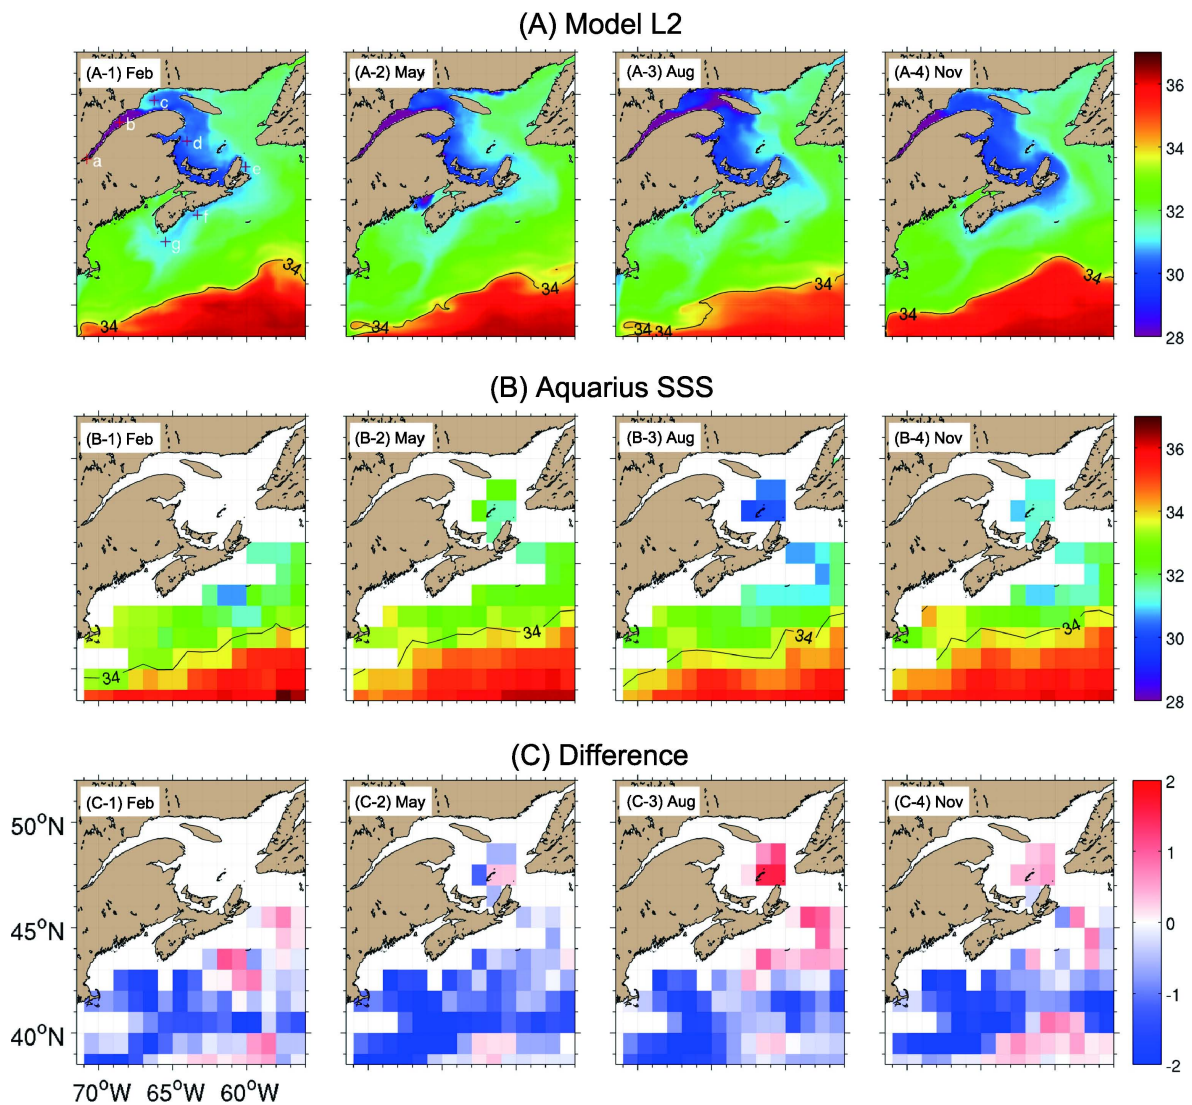 (A) Model L2
(A-1) Feb
(A-2) May
(A-3) Aug
(A-4) Nov
c
b
a
d
e
f
g
34
34
34
34
34
34
34
34
34
36
34
32
30
28
(B) Aquarius SSS
(B-1) Feb
(B-2) May
(B-3) Aug
(B-4) Nov
34
34
34
34
36
34
32
30
28
(C) Difference
(C-1) Feb
(C-2) May
(C-3) Aug
(C-4) Nov
50°N
45°N
40°N
70°W 65°W 60°W
2
1
0
-1
-2